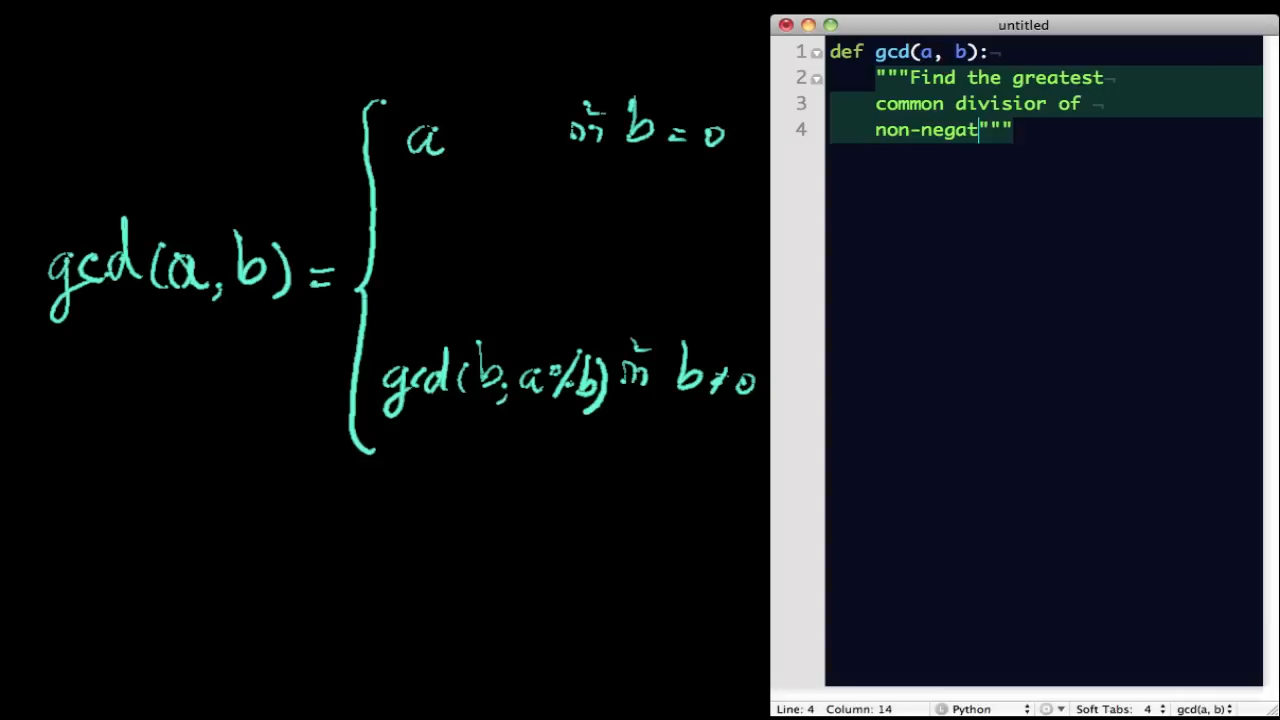 a ถ้า b = 0
gcd(a, b) =
gcd(b, a%b) ถ้า b ≠ 0
untitled
1 def gcd(a, b):¬
2 """Find the greatest¬
3 common divisior of ¬
4 non-negat"""
Line: 4 Column: 14 Python Soft Tabs: 4 gcd(a, b)